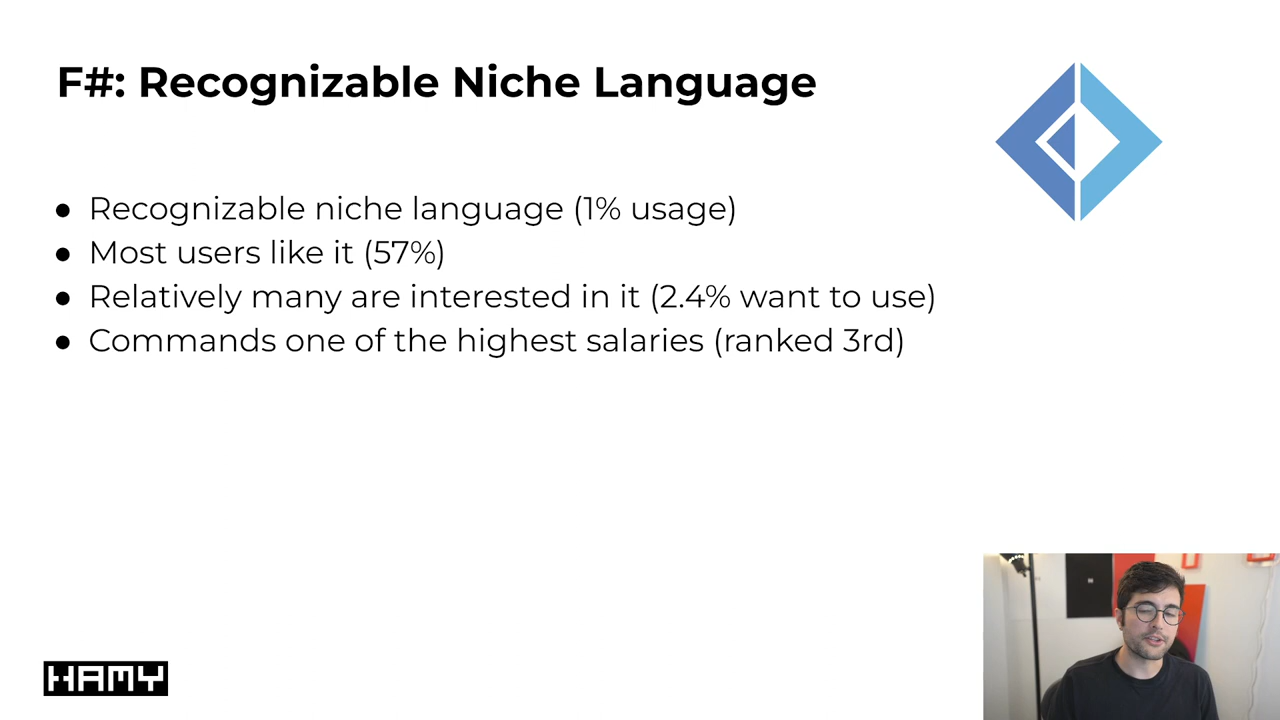 F#: Recognizable Niche Language
● Recognizable niche language (1% usage)
● Most users like it (57%)
● Relatively many are interested in it (2.4% want to use)
● Commands one of the highest salaries (ranked 3rd)
HAMY